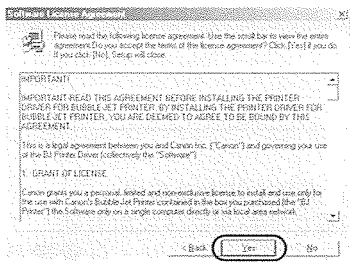 Software License Agreement
Please read the following license agreement. Use the scroll bar to view the entire
agreement.Do you accept the terms of the license agreement? Click [Yes] if you do.
If you click [No], Setup will close.
IMPORTANT!
IMPORTANT-READ THIS AGREEMENT BEFORE INSTALLING THE PRINTER
DRIVER FOR BUBBLE-JET PRINTER. BY INSTALLING THE PRINTER DRIVER FOR
BUBBLE-JET PRINTER, YOU ARE DEEMED TO AGREE TO BE BOUND BY THIS
AGREEMENT.
This is a legal agreement between you and Canon Inc. ("Canon") and governing your use
of the BJ Printer Driver (collectively the "Software")
1. GRANT OF LICENSE
Canon grants you a personal, limited and non-exclusive license to install and use only for
the use with Canon's Bubble Jet Printer contained in the box you purchased (the "BJ
Printer") the Software only on a single computer directly or via local area network.
< Back
Yes
No